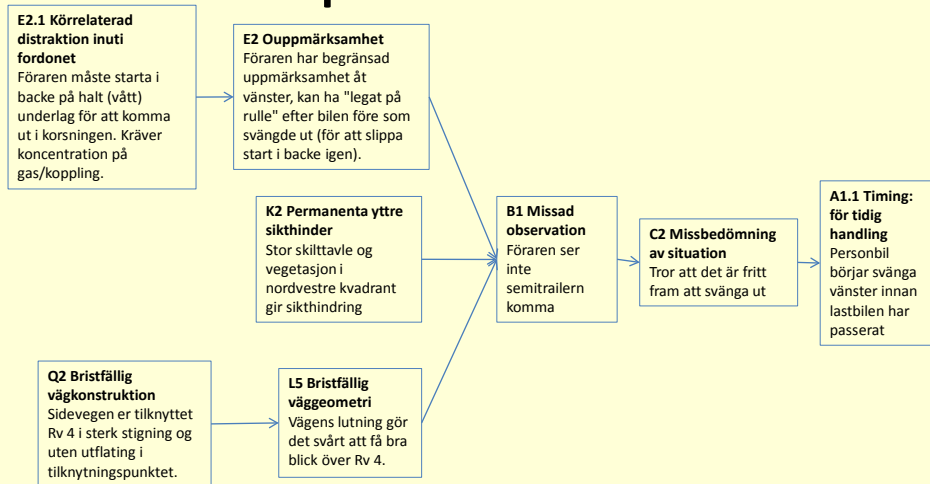 E2.1 Körrelaterad
distraktion inuti
fordonet
Föraren måste starta i
backe på halt (vått)
underlag för att komma
ut i korsningen. Kräver
koncentration på
gas/koppling.
E2 Ouppmärksamhet
Föraren har begränsad
uppmärksamhet åt
vänster, kan ha "legat på
rulle" efter bilen före som
svängde ut (för att slippa
start i backe igen).
K2 Permanenta yttre
sikthinder
Stor skilttavle og
vegetasjon i
nordvestre kvadrant
gir sikthindring
B1 Missad
observation
Föraren ser
inte
semitrailern
komma
C2 Missbedömning
av situation
Tror att det är fritt
fram att svänga ut
A1.1 Timing:
för tidig
handling
Personbil
börjar svänga
vänster innan
lastbilen har
passerat
Q2 Bristfällig
vägkonstruktion
Sidevegen er tilknyttet
Rv 4 i sterk stigning og
uten utflating i
tilknytningspunktet.
L5 Bristfällig
väggeometri
Vägens lutning gör
det svårt att få bra
blick över Rv 4.